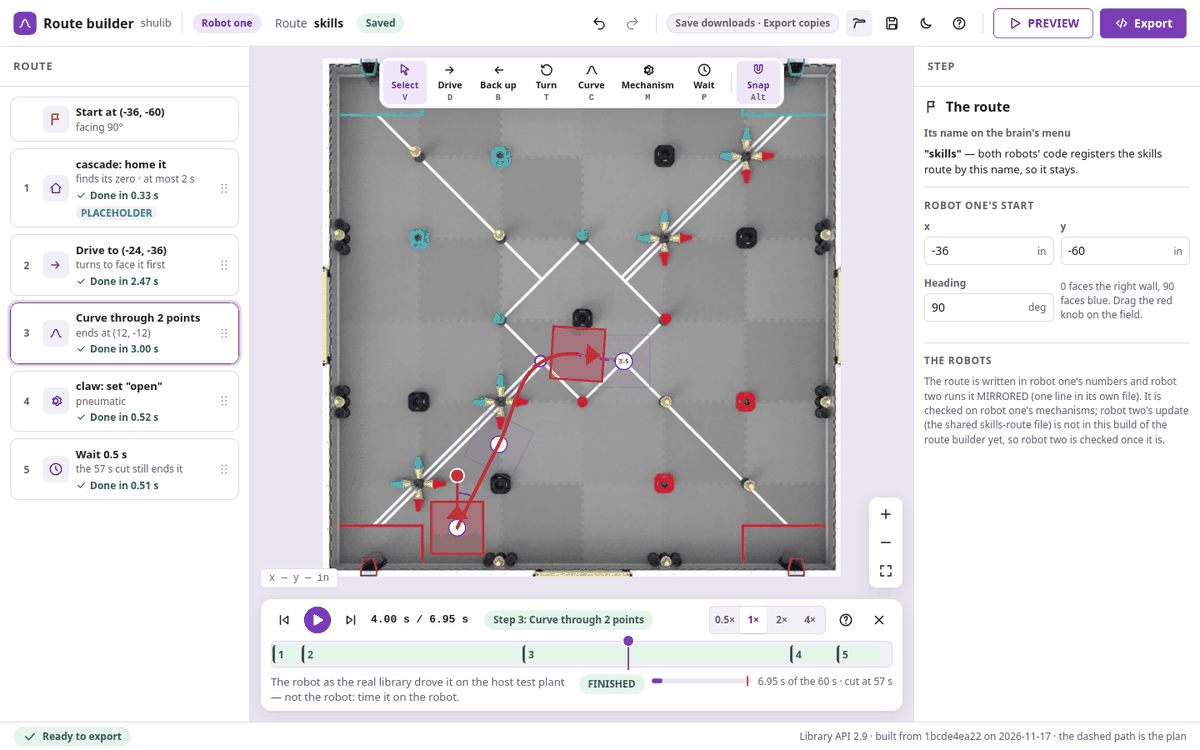 Route builder shulib Robot one Route skills Saved Save downloads · Export copies PREVIEW Export
ROUTE
Start at (-36, -60)
facing 90°
1
cascade: home it
finds its zero · at most 2 s
✓ Done in 0.33 s
PLACEHOLDER
2
Drive to (-24, -36)
turns to face it first
✓ Done in 2.47 s
3
Curve through 2 points
ends at (12, -12)
✓ Done in 3.00 s
4
claw: set "open"
pneumatic
✓ Done in 0.52 s
5
Wait 0.5 s
the 57 s cut still ends it
✓ Done in 0.51 s
Select Drive Back up Turn Curve Mechanism Wait Snap
V D B T C M P Alt
3-5
x — y — in
+
−
4.00 s / 6.95 s Step 3: Curve through 2 points 0.5× 1× 2× 4×
1 2 3 4 5
The robot as the real library drove it on the host test plant
— not the robot: time it on the robot.
FINISHED 6.95 s of the 60 s · cut at 57 s
STEP
The route
Its name on the brain's menu
"skills" — both robots' code registers the skills
route by this name, so it stays.
ROBOT ONE'S START
x y
-36 in -60 in
Heading
90 deg
0 faces the right wall, 90
faces blue. Drag the red
knob on the field.
THE ROBOTS
The route is written in robot one's numbers and robot
two runs it MIRRORED (one line in its own file). It is
checked on robot one's mechanisms; robot two's update
(the shared skills-route file) is not in this build of the
route builder yet, so robot two is checked once it is.
✓ Ready to export
Library API 2.9 · built from 1bcde4ea22 on 2026-11-17 · the dashed path is the plan